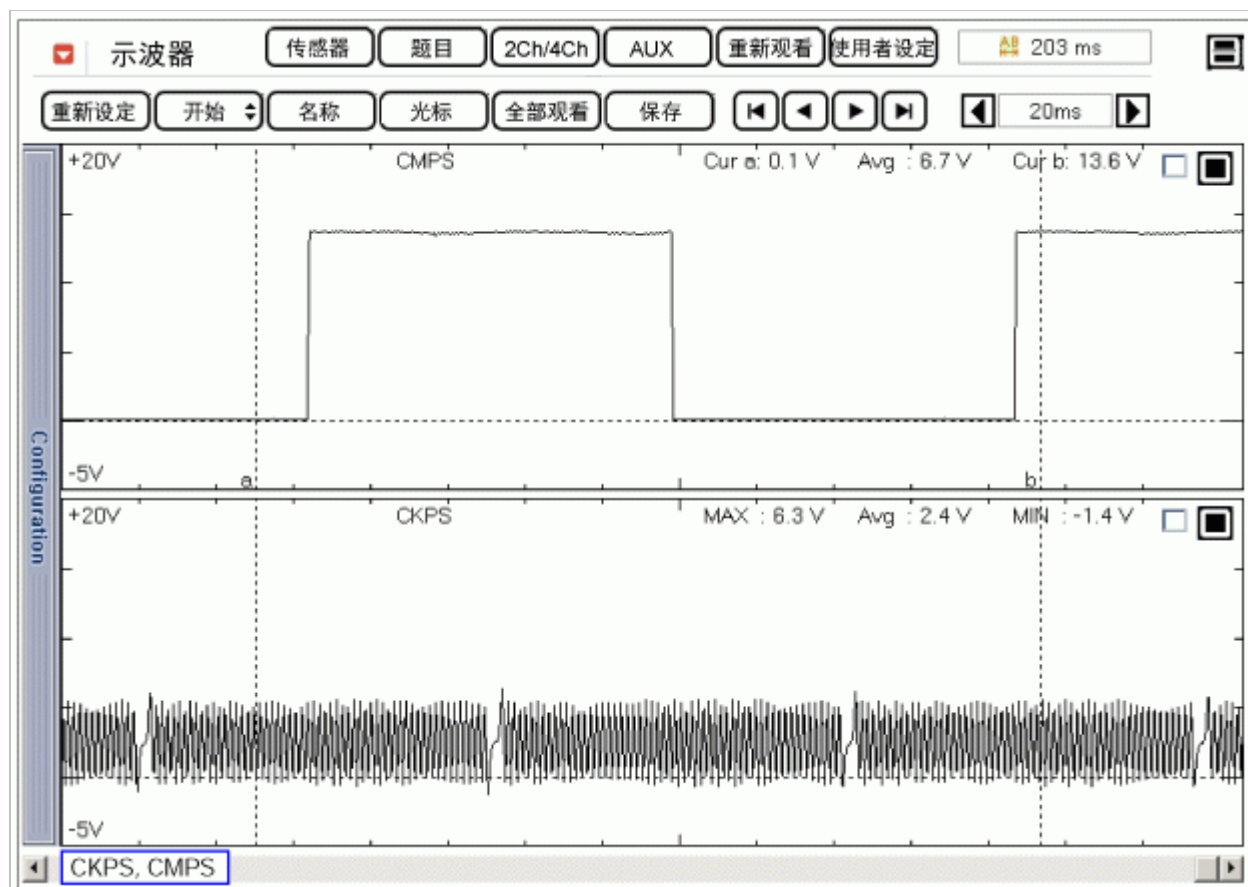 示波器 传感器 题目 2Ch/4Ch AUX 重新观看 使用者设定 AB 203 ms
重新设定 开始 名称 光标 全部观看 保存 20ms
+20V CMPS Cur a: 0.1 V Avg : 6.7 V Cur b: 13.6 V
-5V a b
Configuration
+20V CKPS MAX : 6.3 V Avg : 2.4 V MIN : -1.4 V
-5V
CKPS, CMPS